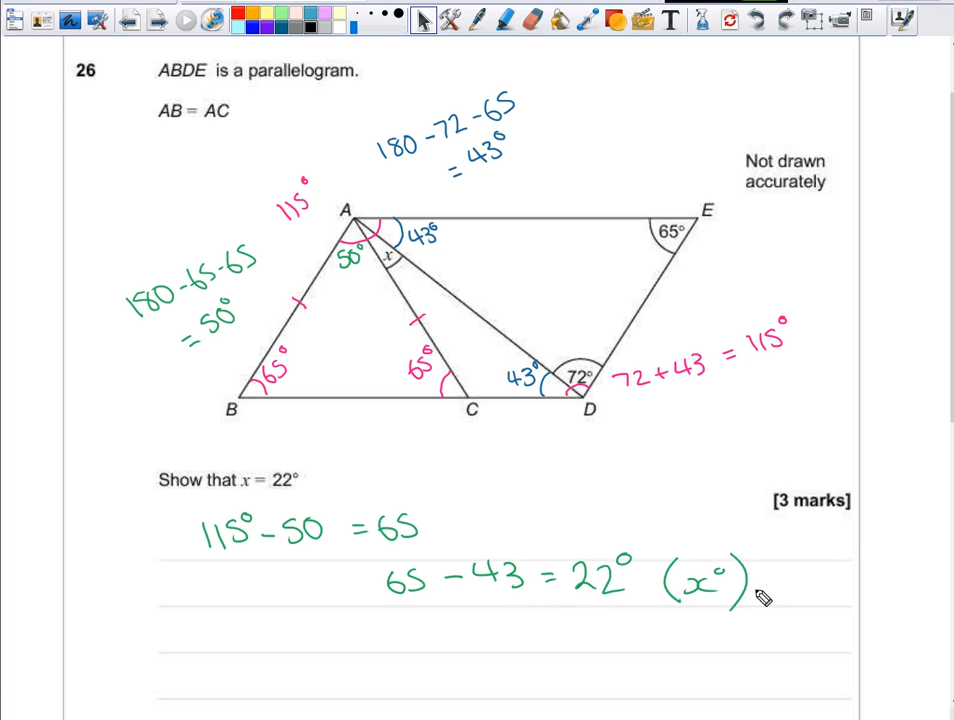 26 ABDE is a parallelogram.
AB = AC
180 - 72 - 65
= 43°
Not drawn
accurately
115°
A
E
43°
65°
50°
x
180 - 65 - 65
= 50°
65°
65°
43°
72°
72 + 43 = 115°
B
C
D
Show that x = 22°
[3 marks]
115° - 50 = 65
65 - 43 = 22° (x°)